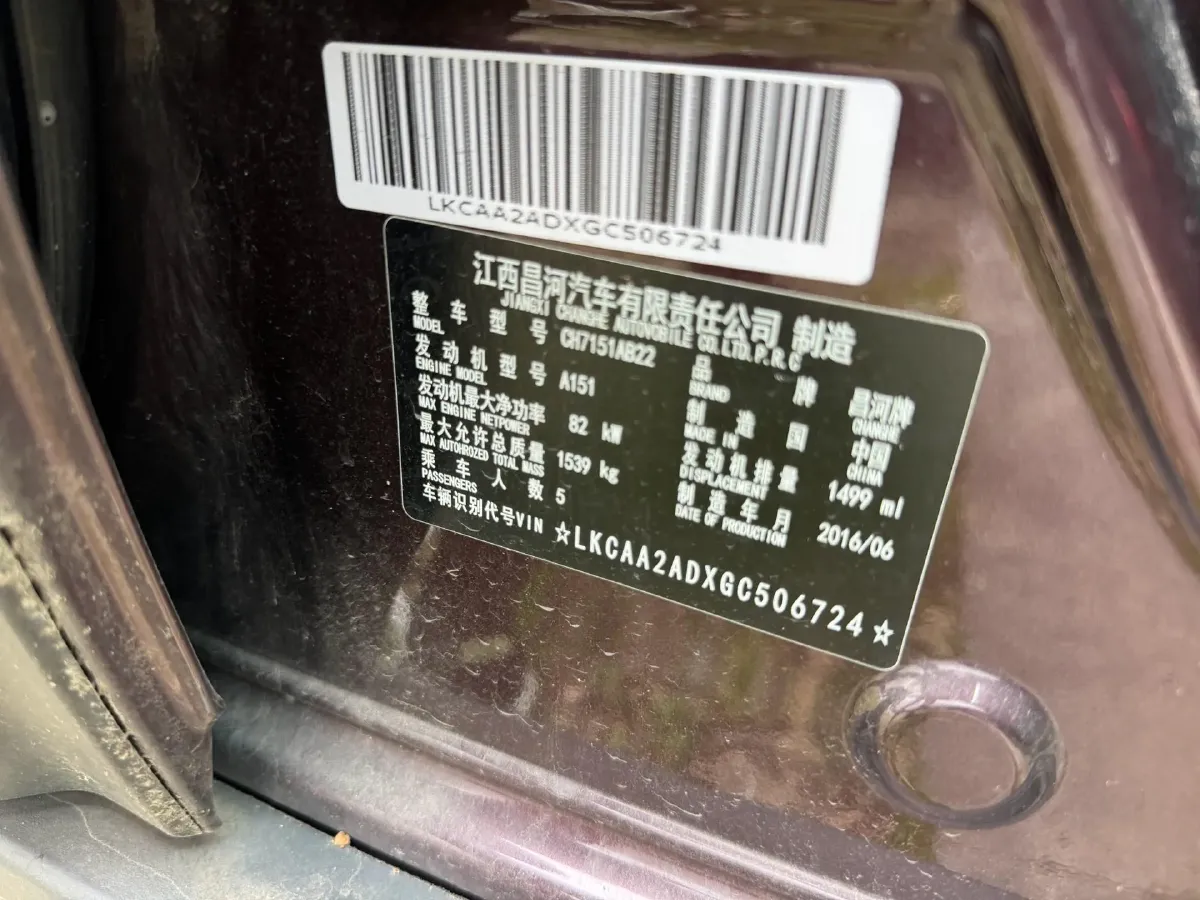 LKCAA2ADXGC506724
江西昌河汽车有限责任公司 制造
JIANGXI CHANGHE AUTOMOBILE CO.LTD.P.R.C
整车型号 CH7151AB22 品牌 昌河牌
MODEL BRAND CHANGHE
发动机型号 A151 制造国 中国
ENGINE MODEL MADE IN CHINA
发动机最大净功率 82 kW 发动机排量 1499 ml
MAX ENGINE NETPOWER DISPLACEMENT
最大允许总质量 1539 kg 制造年月 2016/06
MAX AUTOHROZED TOTAL MASS DATE OF PRODUCTION
乘车人数 5
PASSENGERS
车辆识别代号VIN ☆LKCAA2ADXGC506724☆